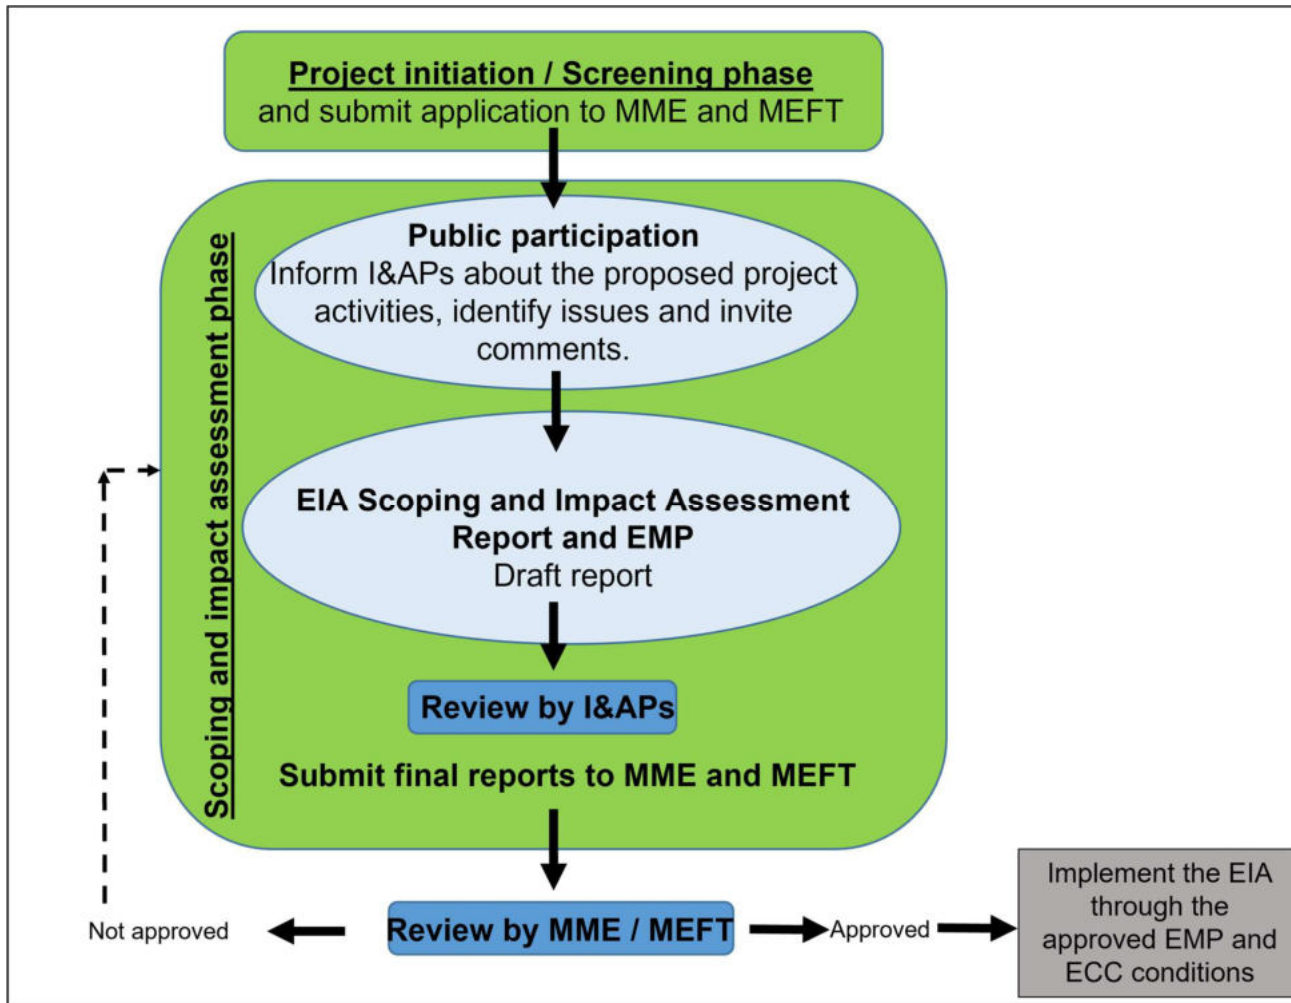 Project initiation / Screening phase
and submit application to MME and MEFT
Scoping and impact assessment phase
Public participation
Inform I&APs about the proposed project
activities, identify issues and invite
comments.
EIA Scoping and Impact Assessment
Report and EMP
Draft report
Review by I&APs
Submit final reports to MME and MEFT
Not approved
Review by MME / MEFT
Approved
Implement the EIA
through the
approved EMP and
ECC conditions